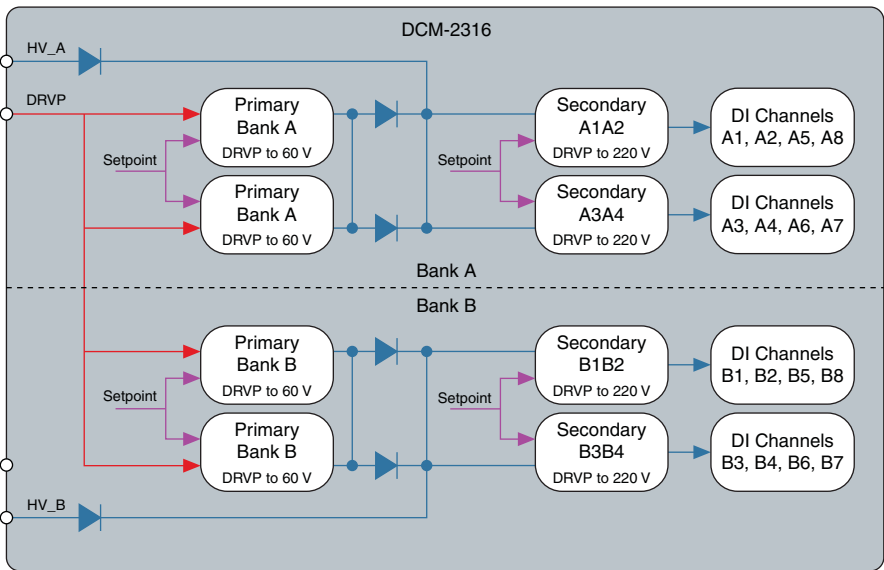 DCM-2316
HV_A
DRVP
Primary
Bank A
DRVP to 60 V
Setpoint
Primary
Bank A
DRVP to 60 V
Secondary
A1A2
DRVP to 220 V
Setpoint
Secondary
A3A4
DRVP to 220 V
DI Channels
A1, A2, A5, A8
DI Channels
A3, A4, A6, A7
Bank A
Bank B
Primary
Bank B
DRVP to 60 V
Setpoint
Primary
Bank B
DRVP to 60 V
Secondary
B1B2
DRVP to 220 V
Setpoint
Secondary
B3B4
DRVP to 220 V
DI Channels
B1, B2, B5, B8
DI Channels
B3, B4, B6, B7
HV_B